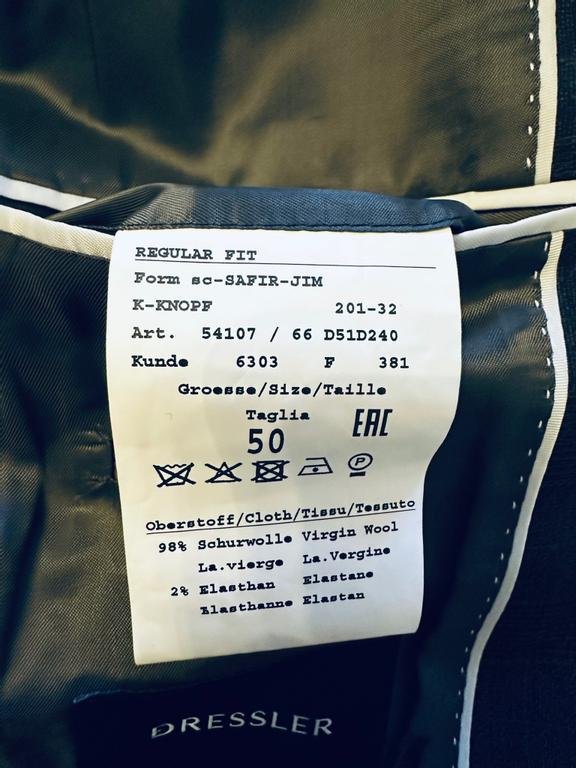 REGULAR FIT
Form sc-SAFIR-JIM
K-KNOPF 201-32
Art. 54107 / 66 D51D240
Kunde 6303 F 381
Groesse/Size/Taille
Taglia
50 EAC
P
Oberstoff/Cloth/Tissu/Tessuto
98% Schurwolle Virgin Wool
La.vierge La.Vergine
2% Elasthan Elastane
Elasthanne Elastan
DRESSLER